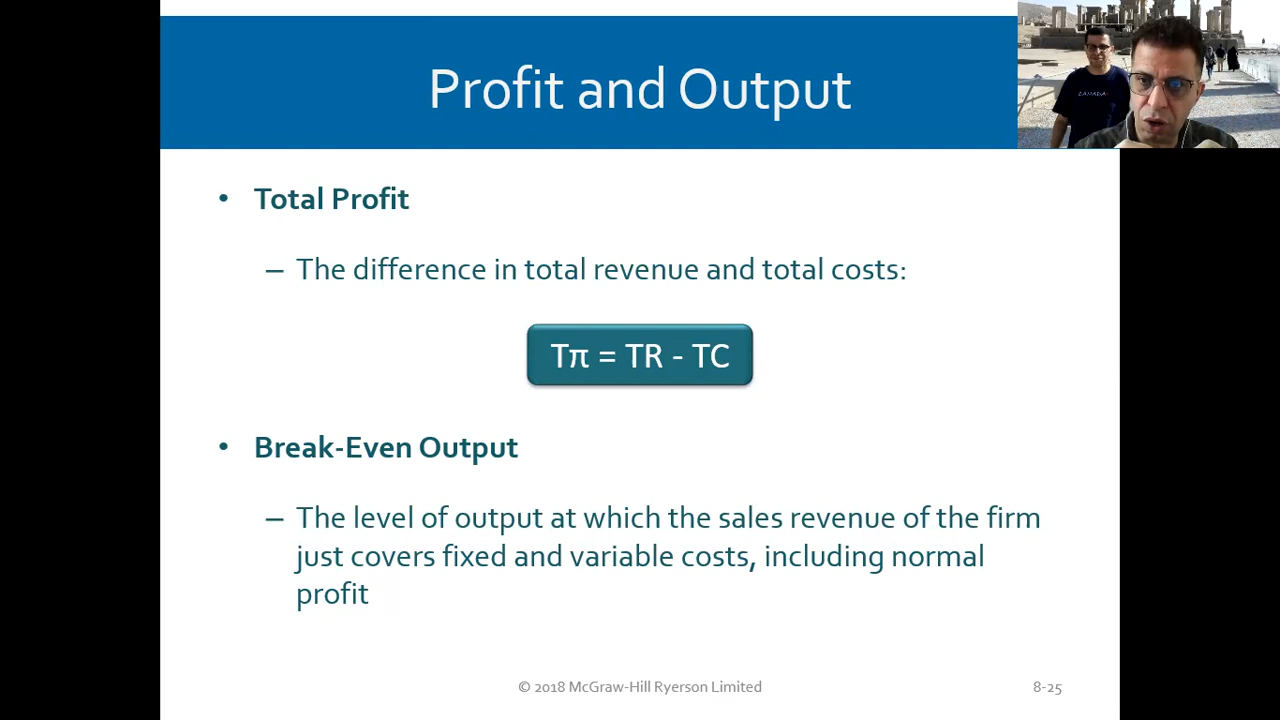 Profit and Output
CANADA
• Total Profit
– The difference in total revenue and total costs:
Tπ = TR - TC
• Break-Even Output
– The level of output at which the sales revenue of the firm
just covers fixed and variable costs, including normal
profit
© 2018 McGraw-Hill Ryerson Limited
8-25